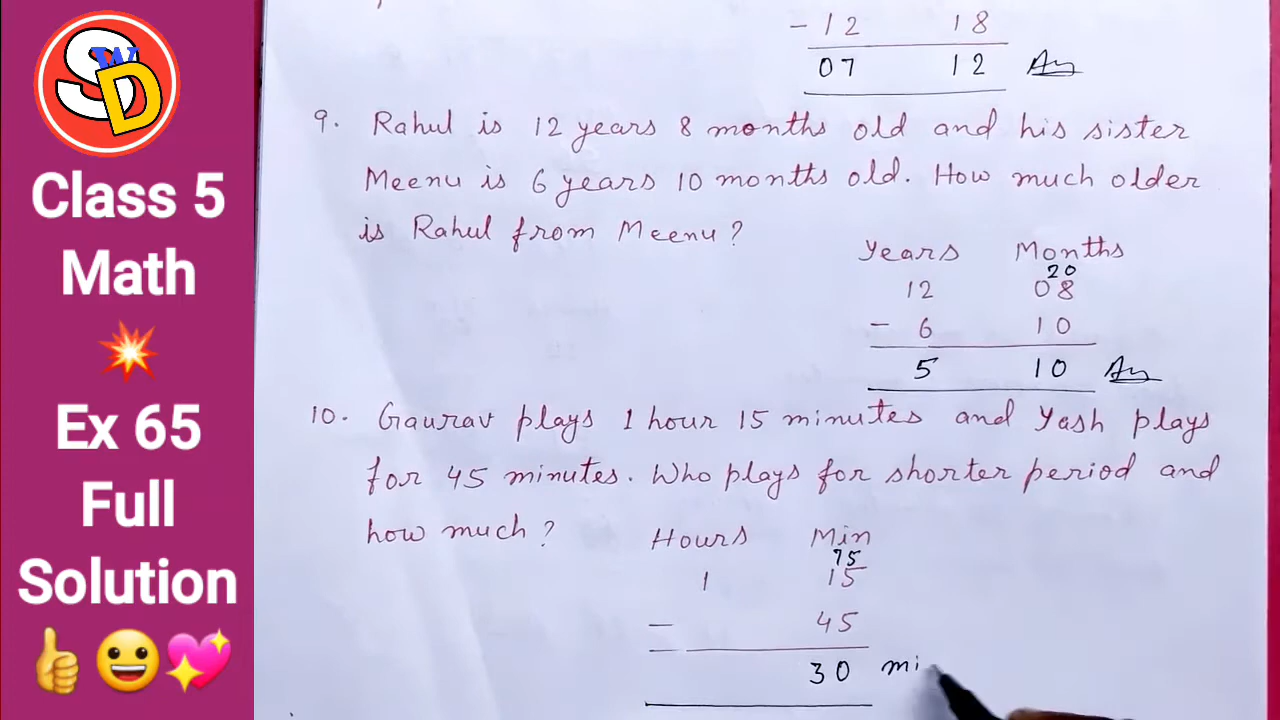 SWD
Class 5
Math
Ex 65
Full
Solution
- 12 18
07 12 Ans
9. Rahul is 12 years 8 months old and his sister
Meenu is 6 years 10 months old. How much older
is Rahul from Meenu?
Years Months
20
12 08
- 6 10
5 10 Ans
10. Gaurav plays 1 hour 15 minutes and Yash plays
for 45 minutes. Who plays for shorter period and
how much?
Hours Min
75
1 15
- 45
30 mi